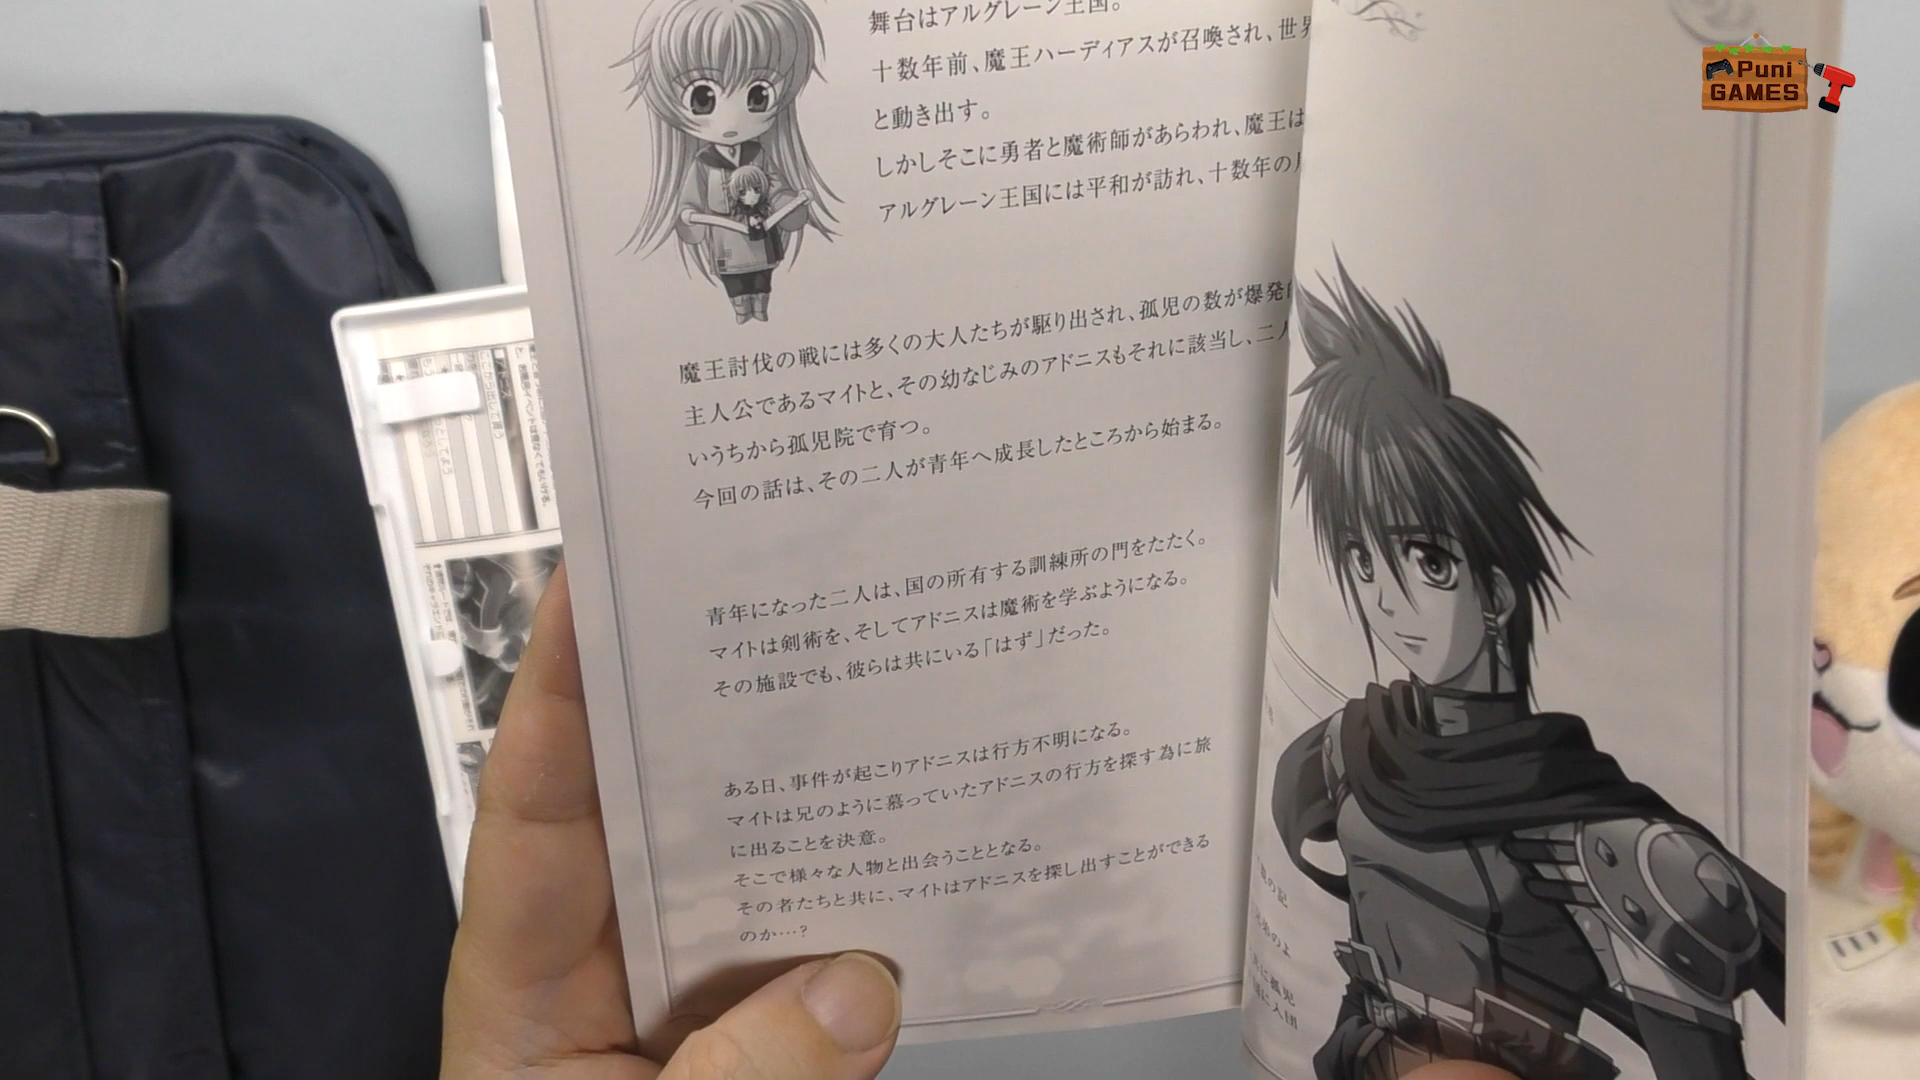 舞台はアルグレーン王国。
十数年前、魔王ハーディアスが召喚され、世界
と動き出す。
しかしそこに勇者と魔術師があらわれ、魔王は
アルグレーン王国には平和が訪れ、十数年の
魔王討伐の戦には多くの大人たちが駆り出され、孤児の数が爆発
主人公であるマイトと、その幼なじみのアドニスもそれに該当し、二人
いうちから孤児院で育つ。
今回の話は、その二人が青年へ成長したところから始まる。
青年になった二人は、国の所有する訓練所の門をたたく。
マイトは剣術を、そしてアドニスは魔術を学ぶようになる。
その施設でも、彼らは共にいる「はず」だった。
ある日、事件が起こりアドニスは行方不明になる。
マイトは兄のように慕っていたアドニスの行方を探す為に旅
に出ることを決意。
そこで様々な人物と出会うこととなる。
その者たちと共に、マイトはアドニスを探し出すことができる
のか…?
の記
兄弟のよ
に孤児
に入団
Puni
GAMES